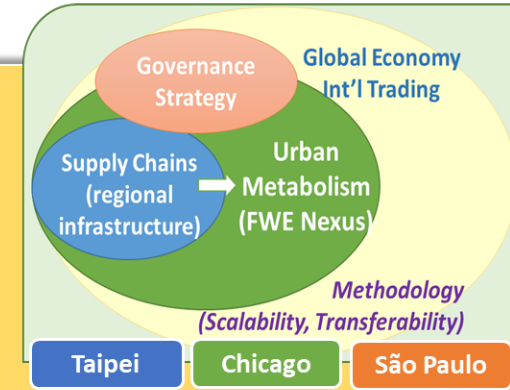 Governance
Strategy
Global Economy
Int'l Trading
Supply Chains
(regional
infrastructure)
Urban
Metabolism
(FWE Nexus)
Methodology
(Scalability, Transferability)
Taipei
Chicago
São Paulo